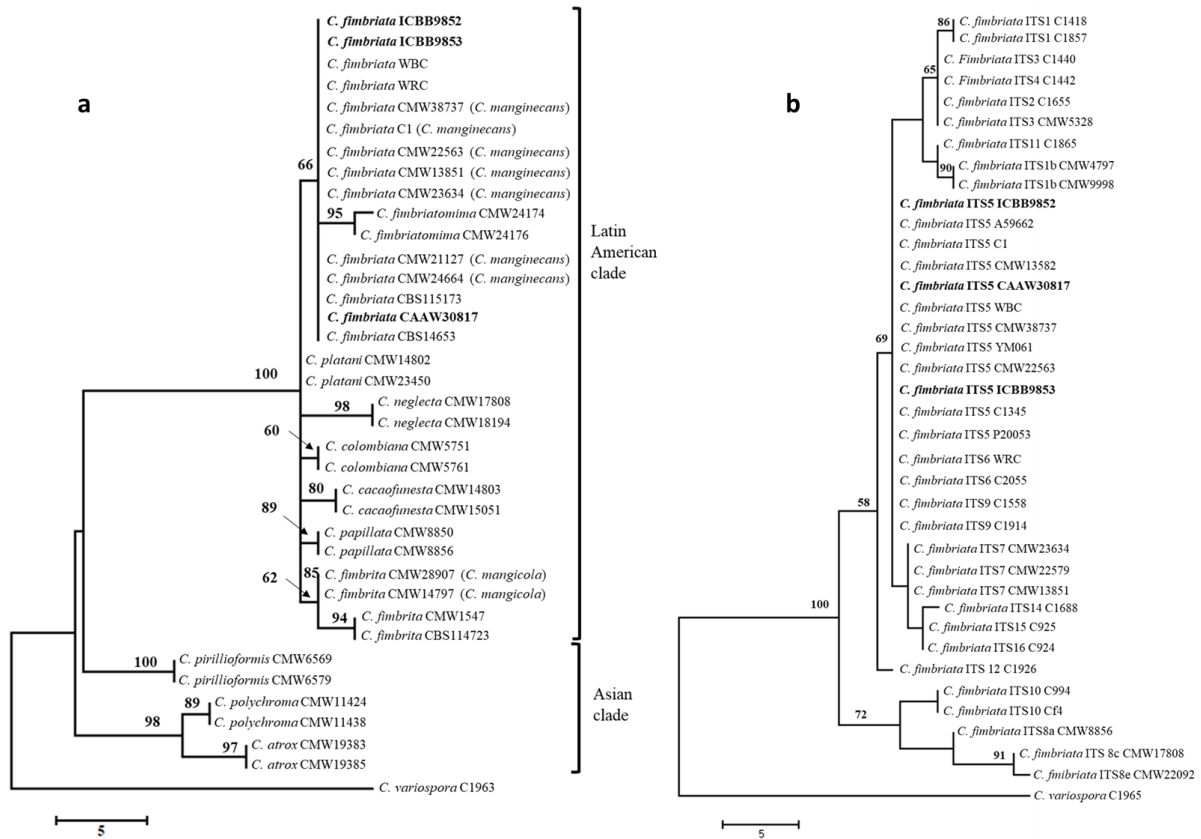 a
C. fimbriata ICBB9852
C. fimbriata ICBB9853
C. fimbriata WBC
C. fimbriata WRC
C. fimbriata CMW38737 (C. manginecans)
C. fimbriata C1 (C. manginecans)
66
C. fimbriata CMW22563 (C. manginecans)
C. fimbriata CMW13851 (C. manginecans)
C. fimbriata CMW23634 (C. manginecans)
95
C. fimbriatomima CMW24174
C. fimbriatomima CMW24176
C. fimbriata CMW21127 (C. manginecans)
C. fimbriata CMW24664 (C. manginecans)
C. fimbriata CBS115173
C. fimbriata CAAW30817
C. fimbriata CBS14653
C. platani CMW14802
100
C. platani CMW23450
98
C. neglecta CMW17808
C. neglecta CMW18194
60
C. colombiana CMW5751
C. colombiana CMW5761
80
C. cacaofunesta CMW14803
C. cacaofunesta CMW15051
89
C. papillata CMW8850
C. papillata CMW8856
85
C. fimbrita CMW28907 (C. mangicola)
62
C. fimbrita CMW14797 (C. mangicola)
94
C. fimbrita CMW1547
C. fimbrita CBS114723
100
C. pirillioformis CMW6569
C. pirillioformis CMW6579
89
C. polychroma CMW11424
98
C. polychroma CMW11438
97
C. atrox CMW19383
C. atrox CMW19385
C. variospora C1963
5
Latin
American
clade
Asian
clade
b
86
C. fimbriata ITS1 C1418
C. fimbriata ITS1 C1857
65
C. Fimbriata ITS3 C1440
C. Fimbriata ITS4 C1442
C. fimbriata ITS2 C1655
C. fimbriata ITS3 CMW5328
C. fimbriata ITS11 C1865
90
C. fimbriata ITS1b CMW4797
C. fimbriata ITS1b CMW9998
C. fimbriata ITS5 ICBB9852
C. fimbriata ITS5 A59662
C. fimbriata ITS5 C1
C. fimbriata ITS5 CMW13582
C. fimbriata ITS5 CAAW30817
C. fimbriata ITS5 WBC
C. fimbriata ITS5 CMW38737
69
C. fimbriata ITS5 YM061
C. fimbriata ITS5 CMW22563
C. fimbriata ITS5 ICBB9853
C. fimbriata ITS5 C1345
C. fimbriata ITS5 P20053
C. fimbriata ITS6 WRC
C. fimbriata ITS6 C2055
58
C. fimbriata ITS9 C1558
C. fimbriata ITS9 C1914
C. fimbriata ITS7 CMW23634
C. fimbriata ITS7 CMW22579
C. fimbriata ITS7 CMW13851
100
C. fimbriata ITS14 C1688
C. fimbriata ITS15 C925
C. fimbriata ITS16 C924
C. fimbriata ITS 12 C1926
C. fimbriata ITS10 C994
72
C. fimbriata ITS10 Cf4
C. fimbriata ITS8a CMW8856
91
C. fimbriata ITS 8c CMW17808
C. fmibriata ITS8e CMW22092
C. variospora C1965
5